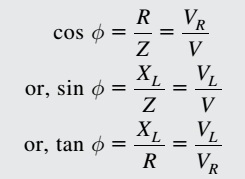 cos ϕ = R/Z = V_R/V
or, sin ϕ = X_L/Z = V_L/V
or, tan ϕ = X_L/R = V_L/V_R